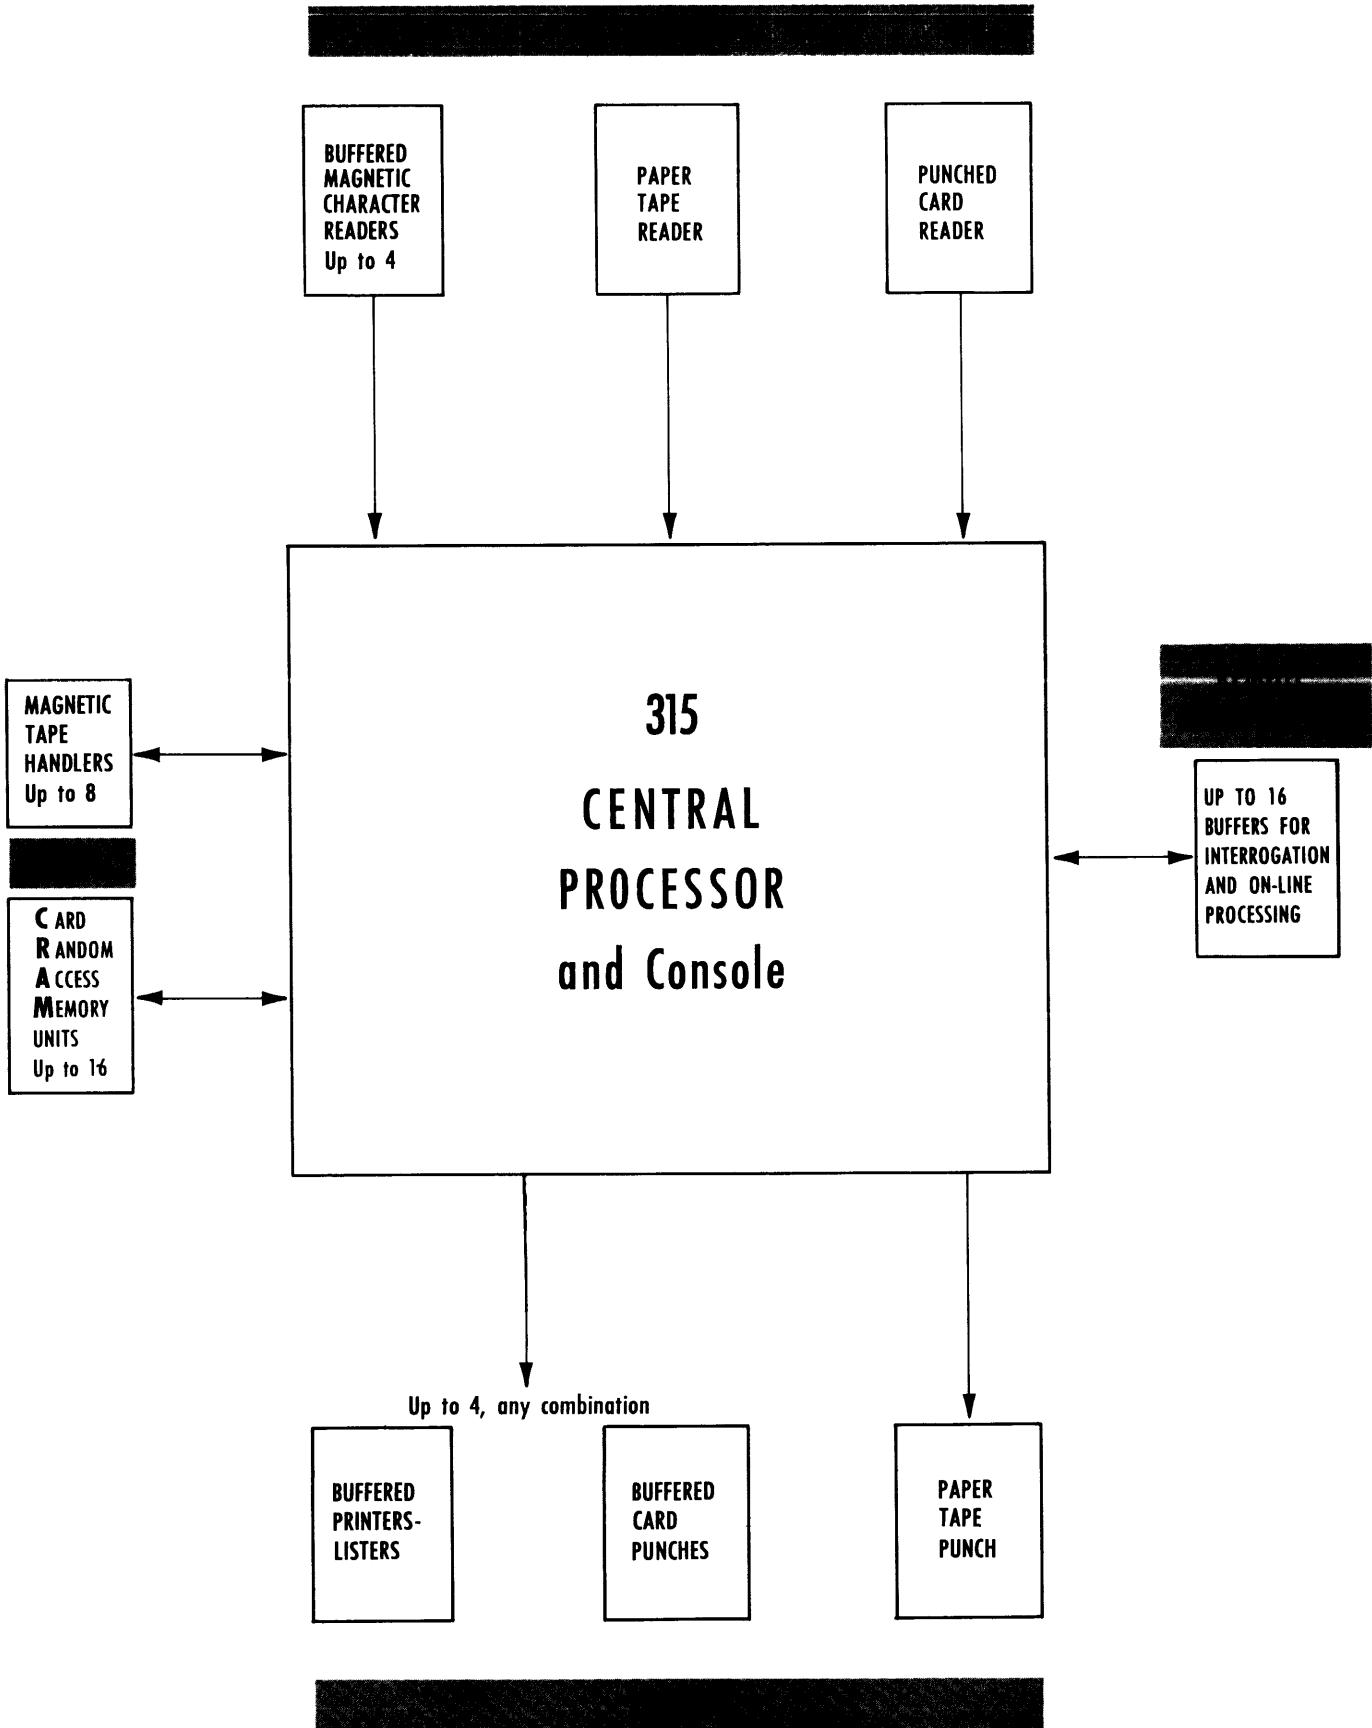 BUFFERED
MAGNETIC
CHARACTER
READERS
Up to 4
PAPER
TAPE
READER
PUNCHED
CARD
READER
MAGNETIC
TAPE
HANDLERS
Up to 8
CARD
RANDOM
ACCESS
MEMORY
UNITS
Up to 16
315
CENTRAL
PROCESSOR
and Console
UP TO 16
BUFFERS FOR
INTERROGATION
AND ON-LINE
PROCESSING
Up to 4, any combination
BUFFERED
PRINTERS-
LISTERS
BUFFERED
CARD
PUNCHES
PAPER
TAPE
PUNCH